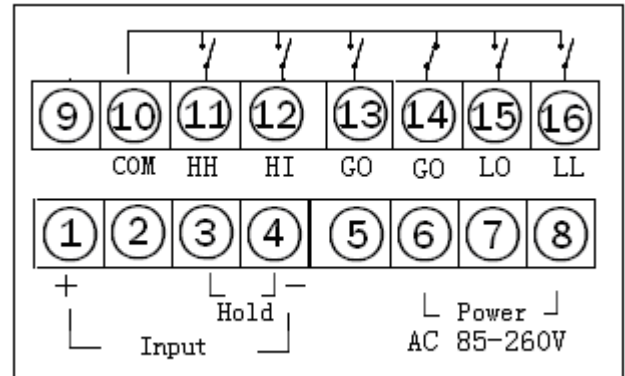 9 10 11 12 13 14 15 16
COM HH HI GO GO LO LL
1 2 3 4 5 6 7 8
+ −
Hold Power
Input AC 85-260V